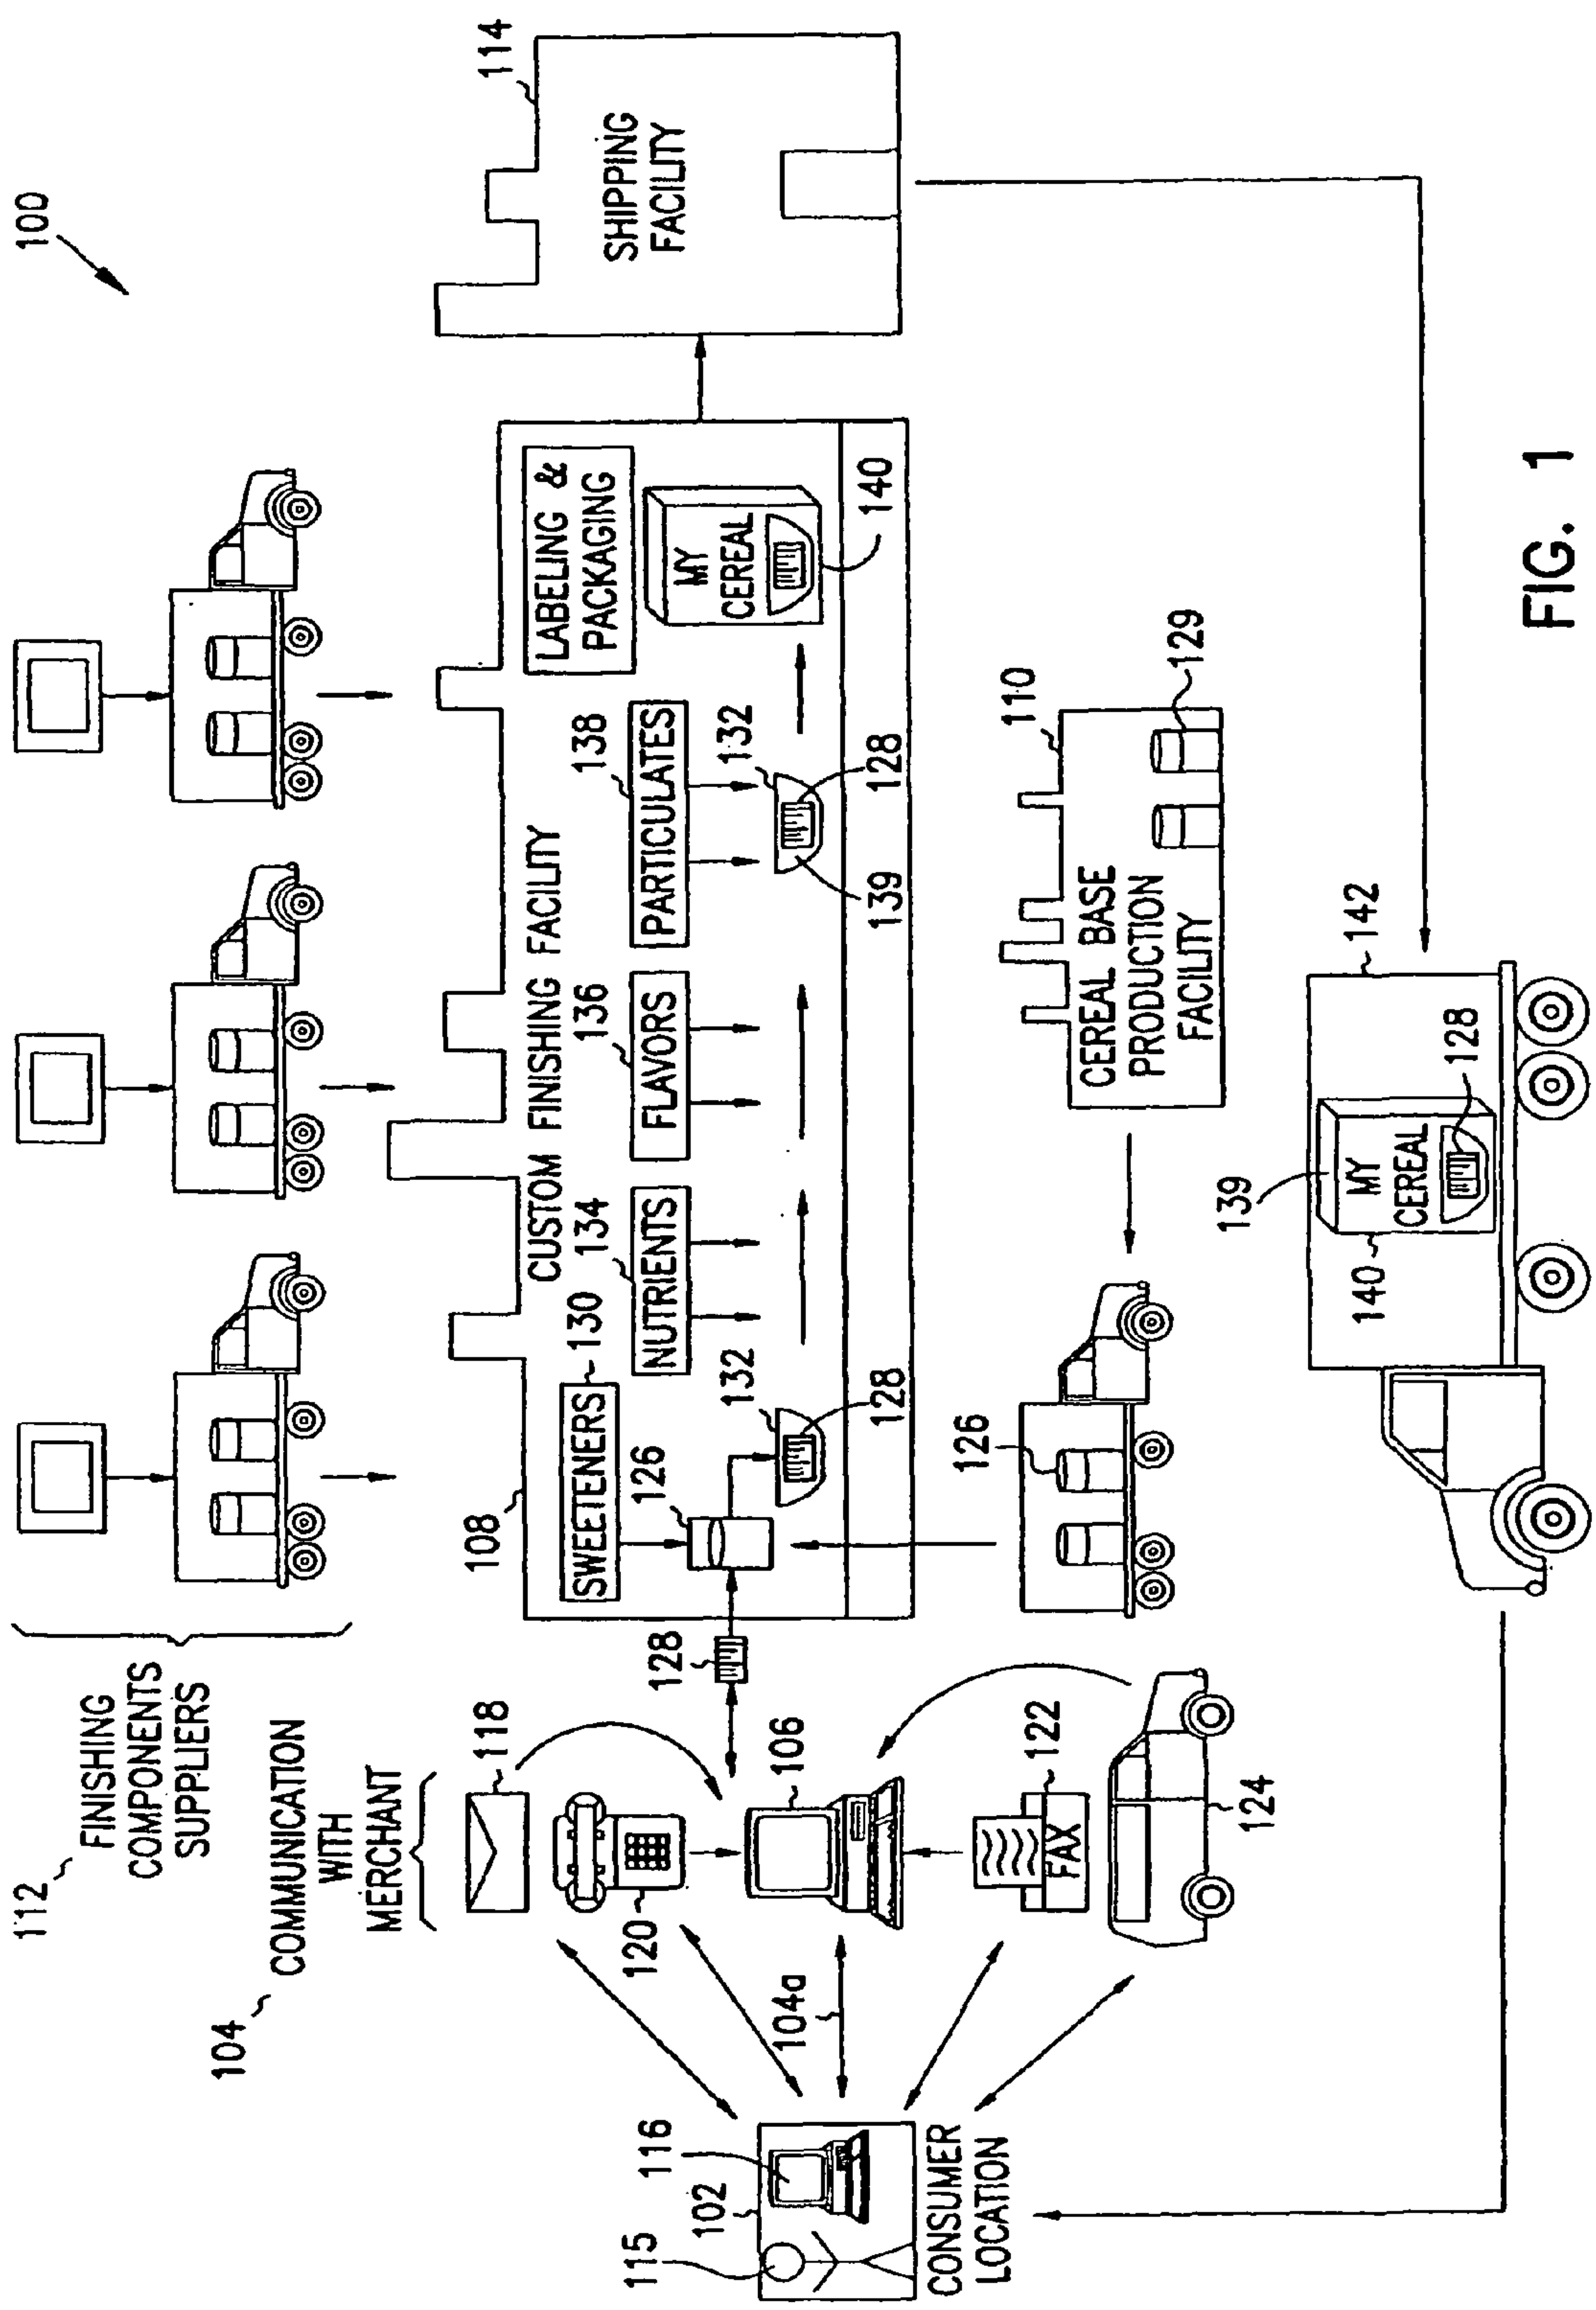 100
112
FINISHING
COMPONENTS
SUPPLIERS
104
COMMUNICATION
WITH
MERCHANT
118
120
106
104a
FAX
122
124
115
102
116
CONSUMER
LOCATION
128
108
CUSTOM FINISHING FACILITY
SWEETENERS
130
126
132
128
NUTRIENTS
134
FLAVORS
136
PARTICULATES
138
132
128
139
LABELING &
PACKAGING
MY
CEREAL
140
114
SHIPPING
FACILITY
126
110
CEREAL BASE
PRODUCTION
FACILITY
129
142
139
MY
CEREAL
140
128
FIG. 1